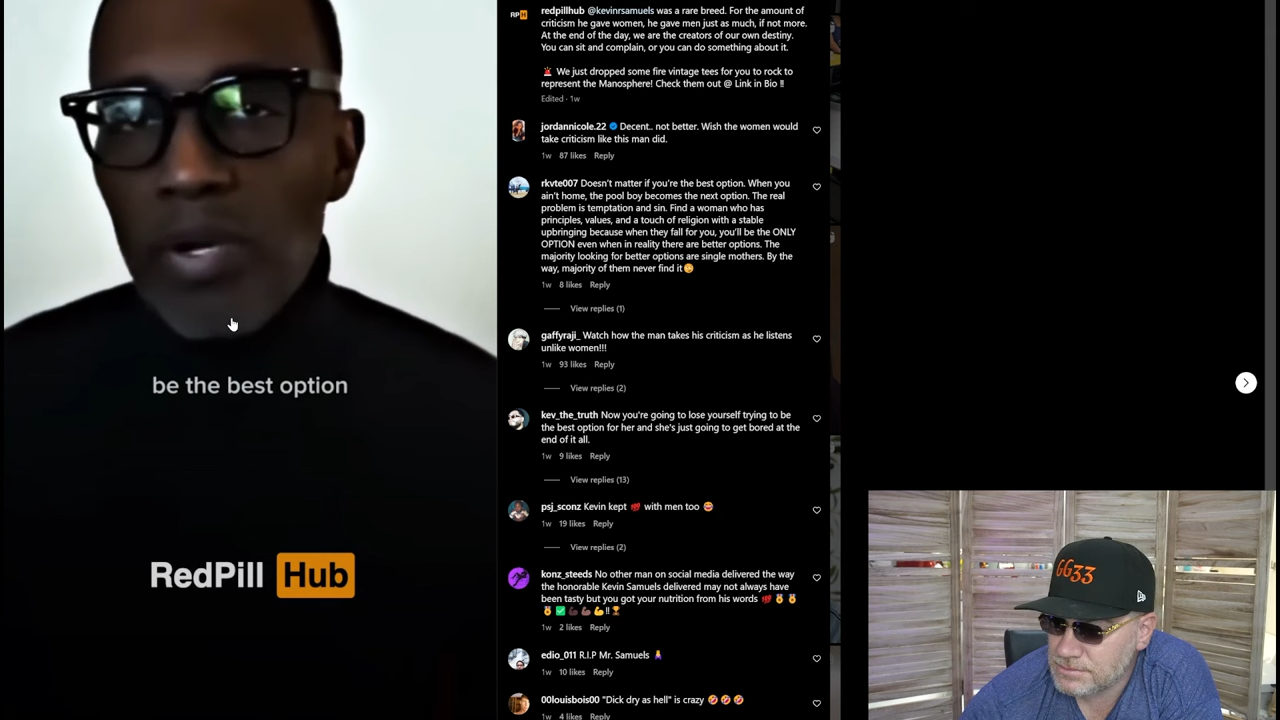 RP H
redpillhub @kevinrsamuels was a rare breed. For the amount of
criticism he gave women, he gave men just as much, if not more.
At the end of the day, we are the creators of our own destiny.
You can sit and complain, or you can do something about it.
🚨 We just dropped some fire vintage tees for you to rock to
represent the Manosphere! Check them out @ Link in Bio ‼️
Edited · 1w
jordannicole.22 Decent.. not better. Wish the women would
take criticism like this man did.
1w 87 likes Reply
rkvte007 Doesn't matter if you're the best option. When you
ain't home, the pool boy becomes the next option. The real
problem is temptation and sin. Find a woman who has
principles, values, and a touch of religion with a stable
upbringing because when they fall for you, you'll be the ONLY
OPTION even when in reality there are better options. The
majority looking for better options are single mothers. By the
way, majority of them never find it😳
1w 8 likes Reply
View replies (1)
gaffyraji_ Watch how the man takes his criticism as he listens
unlike women!!!
1w 93 likes Reply
View replies (2)
kev_the_truth Now you're going to lose yourself trying to be
the best option for her and she's just going to get bored at the
end of it all.
1w 9 likes Reply
View replies (13)
psj_sconz Kevin kept 💯 with men too 😂
1w 19 likes Reply
View replies (2)
konz_steeds No other man on social media delivered the way
the honorable Kevin Samuels delivered may not always have
been tasty but you got your nutrition from his words 💯🏅🏅
🏅✅💪🏿💪🏽💪‼️🏆
1w 2 likes Reply
edio_011 R.I.P Mr. Samuels
1w 10 likes Reply
00louisbois00 "Dick dry as hell" is crazy 🤣🤣🤣
1w 4 likes Reply
be the best option
RedPill Hub
GG33